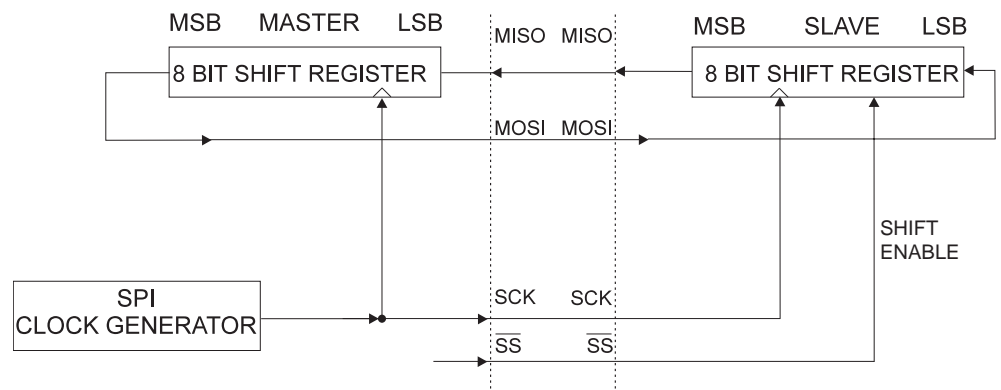 MSB MASTER LSB
8 BIT SHIFT REGISTER
MISO MISO
MSB SLAVE LSB
8 BIT SHIFT REGISTER
MOSI MOSI
SHIFT
ENABLE
SPI
CLOCK GENERATOR
SCK SCK
SS SS